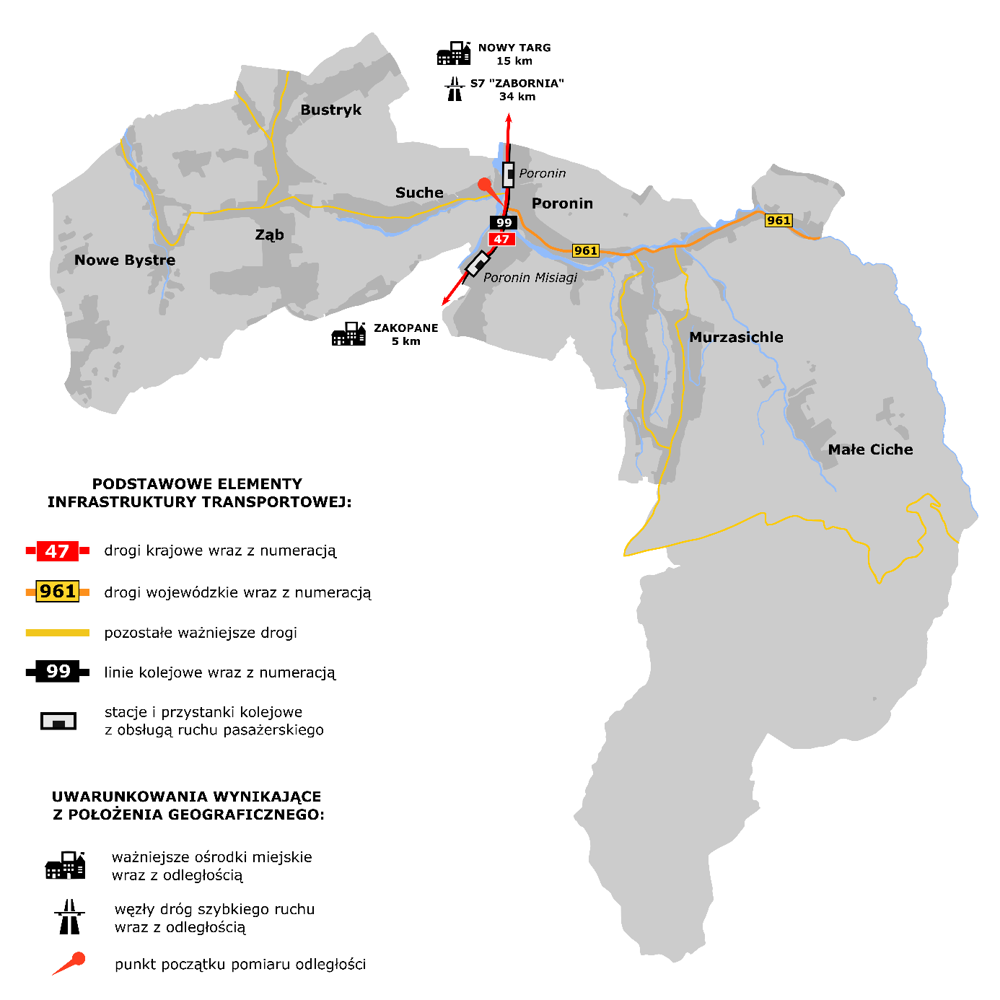 NOWY TARG
15 km
S7 "ZABORNIA"
34 km
Bustryk
Poronin
Suche
Poronin
99
961
47
961
Ząb
Nowe Bystre
Poronin Misiagi
ZAKOPANE
5 km
Murzasichle
Małe Ciche
PODSTAWOWE ELEMENTY
INFRASTRUKTURY TRANSPORTOWEJ:
47 drogi krajowe wraz z numeracją
961 drogi wojewódzkie wraz z numeracją
pozostałe ważniejsze drogi
99 linie kolejowe wraz z numeracją
stacje i przystanki kolejowe
z obsługą ruchu pasażerskiego
UWARUNKOWANIA WYNIKAJĄCE
Z POŁOŻENIA GEOGRAFICZNEGO:
ważniejsze ośrodki miejskie
wraz z odległością
węzły dróg szybkiego ruchu
wraz z odległością
punkt początku pomiaru odległości